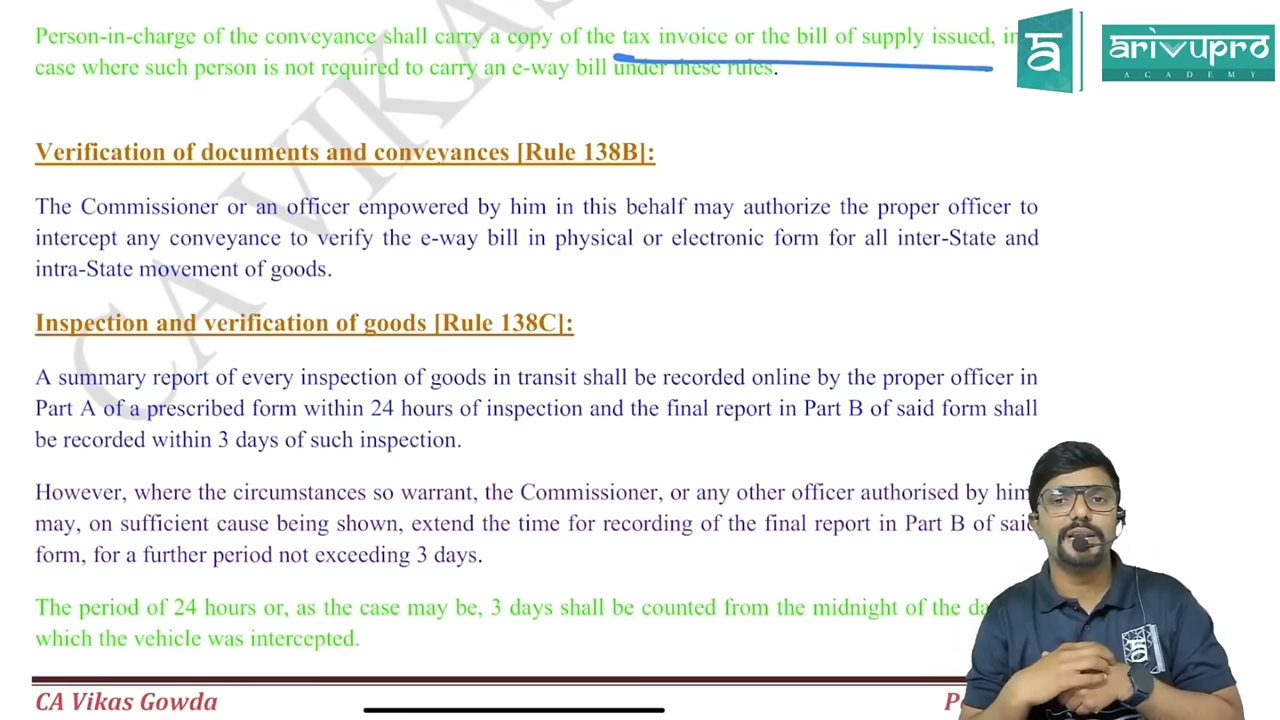 Person-in-charge of the conveyance shall carry a copy of the tax invoice or the bill of supply issued, in
case where such person is not required to carry an e-way bill under these rules.
arivupro
ACADEMY
Verification of documents and conveyances [Rule 138B]:
The Commissioner or an officer empowered by him in this behalf may authorize the proper officer to
intercept any conveyance to verify the e-way bill in physical or electronic form for all inter-State and
intra-State movement of goods.
Inspection and verification of goods [Rule 138C]:
A summary report of every inspection of goods in transit shall be recorded online by the proper officer in
Part A of a prescribed form within 24 hours of inspection and the final report in Part B of said form shall
be recorded within 3 days of such inspection.
However, where the circumstances so warrant, the Commissioner, or any other officer authorised by him
may, on sufficient cause being shown, extend the time for recording of the final report in Part B of said
form, for a further period not exceeding 3 days.
The period of 24 hours or, as the case may be, 3 days shall be counted from the midnight of the
which the vehicle was intercepted.
CA Vikas Gowda
CA VIKAS